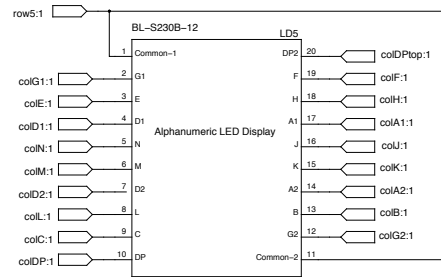 row5:1
BL-S230B-12
LD5
1 Common-1 DP2 20 colDPtop:1
colG1:1 2 G1 F 19 colF:1
colE:1 3 E H 18 colH:1
colD1:1 4 D1 A1 17 colA1:1
Alphanumeric LED Display
colN:1 5 N J 16 colJ:1
colM:1 6 M K 15 colK:1
colD2:1 7 D2 A2 14 colA2:1
colL:1 8 L B 13 colB:1
colC:1 9 C G2 12 colG2:1
colDP:1 10 DP Common-2 11